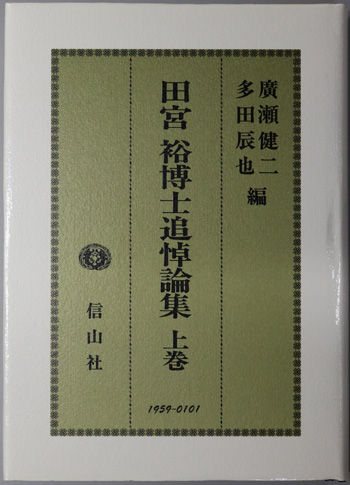 廣瀬健二
多田辰也 編
田宮 裕博士追悼論集 上巻
信山社
1959-0101